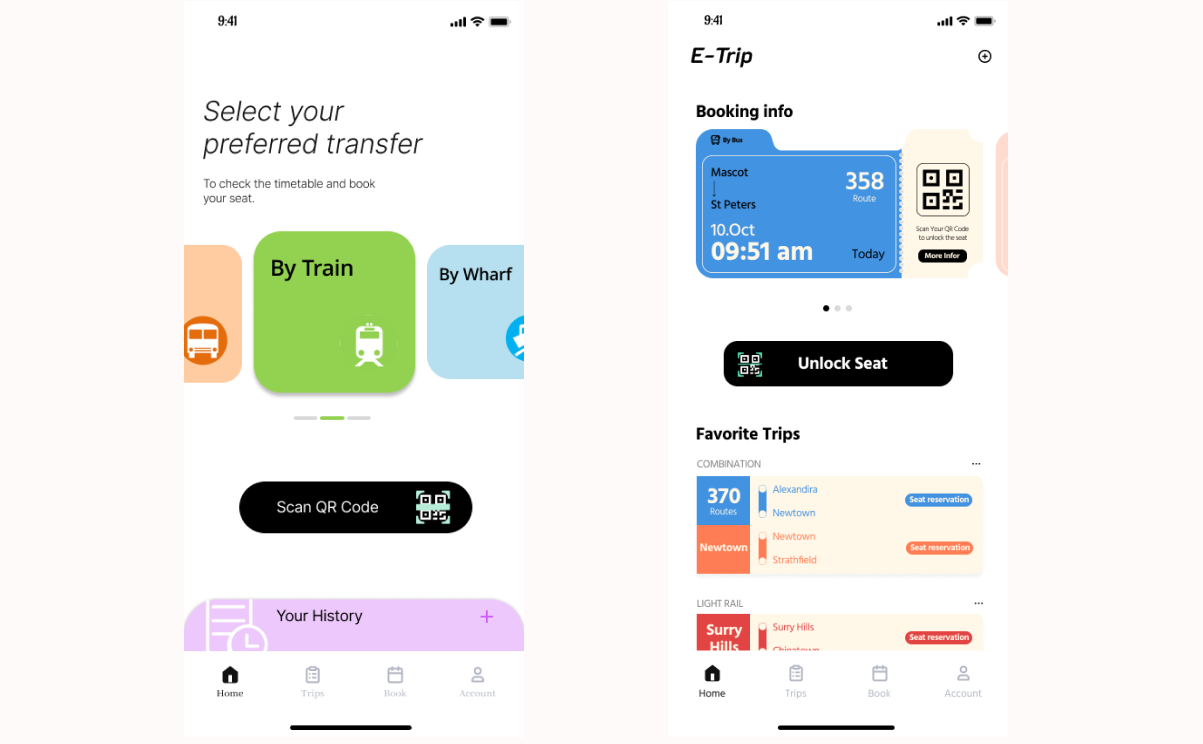 9:41
Select your
preferred transfer
To check the timetable and book
your seat.
By Train
By Wharf
Scan QR Code
Your History
Home
Trips
Book
Account
9:41
E-Trip
Booking info
By Bus
Mascot
St Peters
358
Route
10.Oct
09:51 am
Today
Scan Your QR Code
to unlock the seat
More Infor
Unlock Seat
Favorite Trips
COMBINATION
...
370
Routes
Alexandira
Newtown
Seat reservation
Newtown
Newtown
Strathfield
Seat reservation
LIGHT RAIL
...
Surry
Hills
Surry Hills
Chinatown
Seat reservation
Home
Trips
Book
Account